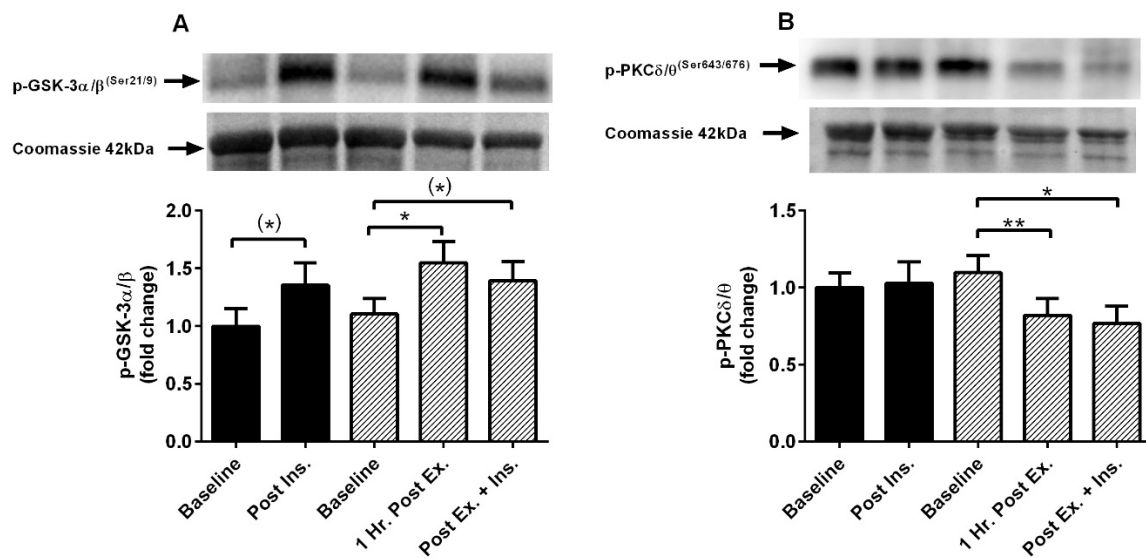 A
p-GSK-3α/β(Ser21/9)
Coomassie 42kDa
(*)
(*)
*
2.0
1.5
1.0
0.5
0.0
p-GSK-3α/β
(fold change)
Baseline
Post Ins.
Baseline
1 Hr. Post Ex.
Post Ex. + Ins.
B
p-PKCδ/θ(Ser643/676)
Coomassie 42kDa
*
**
1.5
1.0
0.5
0.0
p-PKCδ/θ
(fold change)
Baseline
Post Ins.
Baseline
1 Hr. Post Ex.
Post Ex. + Ins.